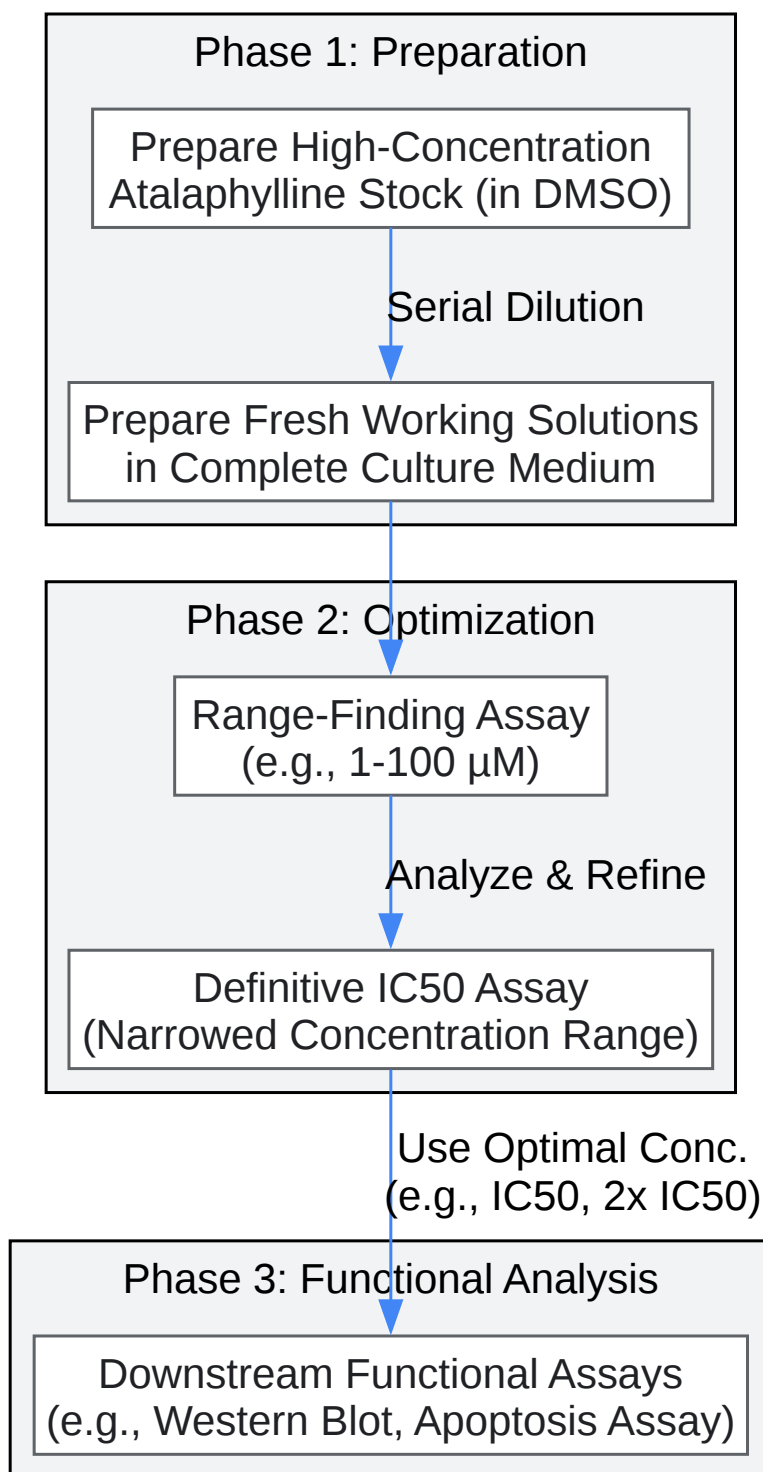 Phase 1: Preparation
Prepare High-Concentration
Atalaphylline Stock (in DMSO)
Serial Dilution
Prepare Fresh Working Solutions
in Complete Culture Medium
Phase 2: Optimization
Range-Finding Assay
(e.g., 1-100 µM)
Analyze & Refine
Definitive IC50 Assay
(Narrowed Concentration Range)
Use Optimal Conc.
(e.g., IC50, 2x IC50)
Phase 3: Functional Analysis
Downstream Functional Assays
(e.g., Western Blot, Apoptosis Assay)